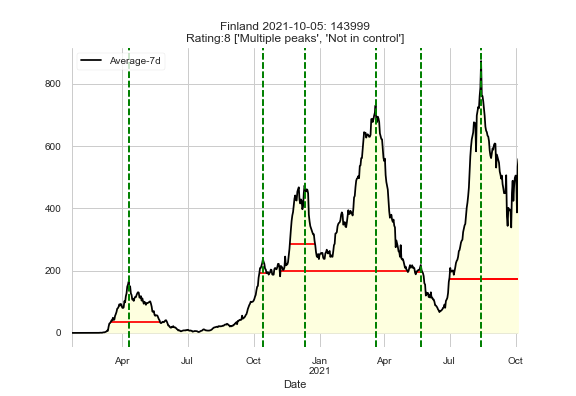 Finland 2021-10-05: 143999
Rating:8 ['Multiple peaks', 'Not in control']
Average-7d
800
600
400
200
0
Apr Jul Oct Jan Apr Jul Oct
2021
Date